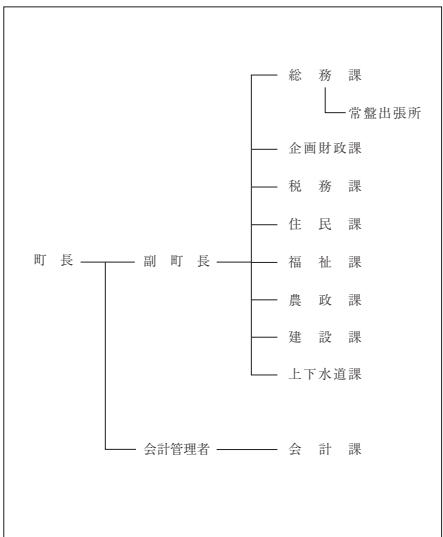 総務課
常盤出張所
企画財政課
税務課
住民課
町長 副町長 福祉課
農政課
建設課
上下水道課
会計管理者 会計課